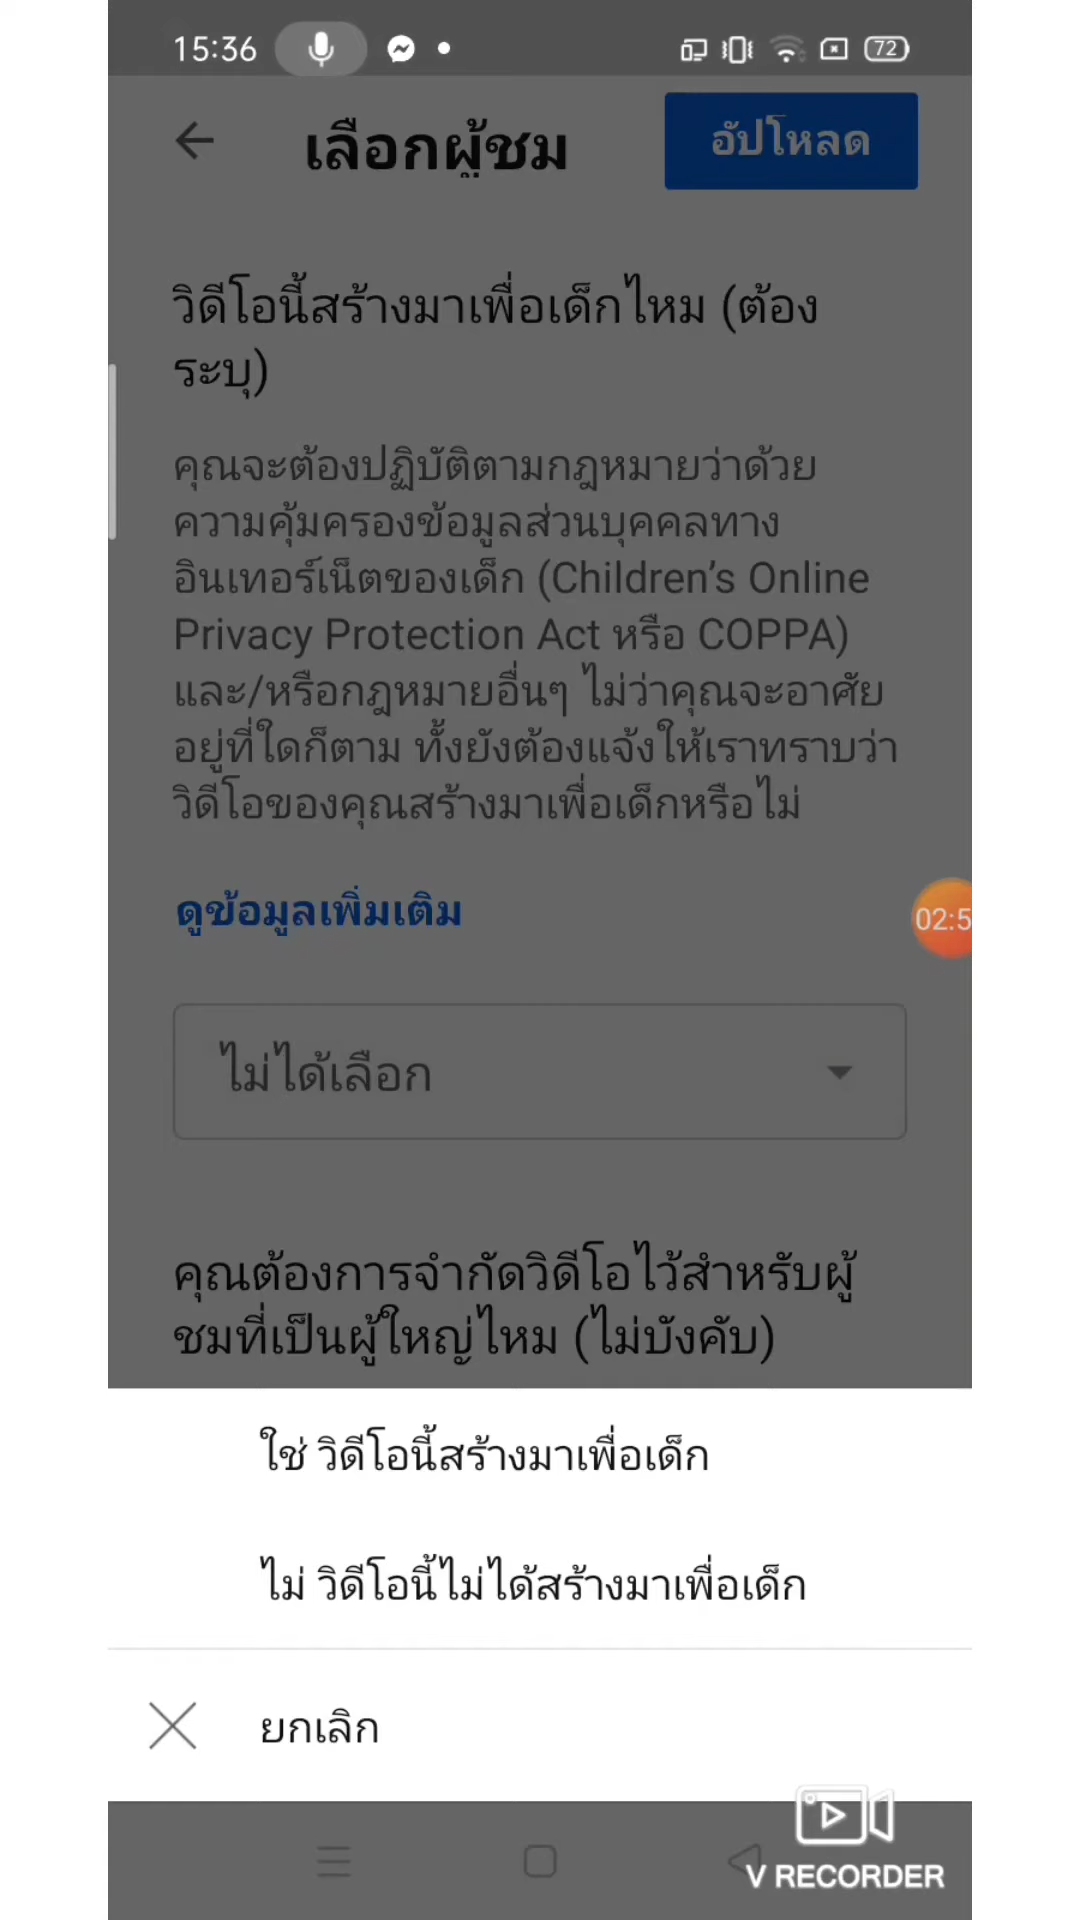 15:36
72
เลือกผู้ชม
อัปโหลด
วิดีโอนี้สร้างมาเพื่อเด็กไหม (ต้อง
ระบุ)
คุณจะต้องปฏิบัติตามกฎหมายว่าด้วย
ความคุ้มครองข้อมูลส่วนบุคคลทาง
อินเทอร์เน็ตของเด็ก (Children’s Online
Privacy Protection Act หรือ COPPA)
และ/หรือกฎหมายอื่นๆ ไม่ว่าคุณจะอาศัย
อยู่ที่ใดก็ตาม ทั้งยังต้องแจ้งให้เราทราบว่า
วิดีโอของคุณสร้างมาเพื่อเด็กหรือไม่
ดูข้อมูลเพิ่มเติม
02:5
ไม่ได้เลือก
คุณต้องการจำกัดวิดีโอไว้สำหรับผู้
ชมที่เป็นผู้ใหญ่ไหม (ไม่บังคับ)
ใช่ วิดีโอนี้สร้างมาเพื่อเด็ก
ไม่ วิดีโอนี้ไม่ได้สร้างมาเพื่อเด็ก
ยกเลิก
V RECORDER